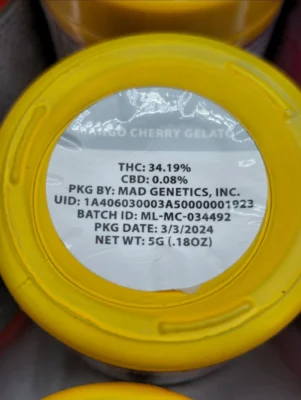 CHERRY GELATO
THC: 34.19%
CBD: 0.08%
PKG BY: MAD GENETICS, INC.
UID: 1A406030003A50000001923
BATCH ID: ML-MC-034492
PKG DATE: 3/3/2024
NET WT: 5G (.18OZ)